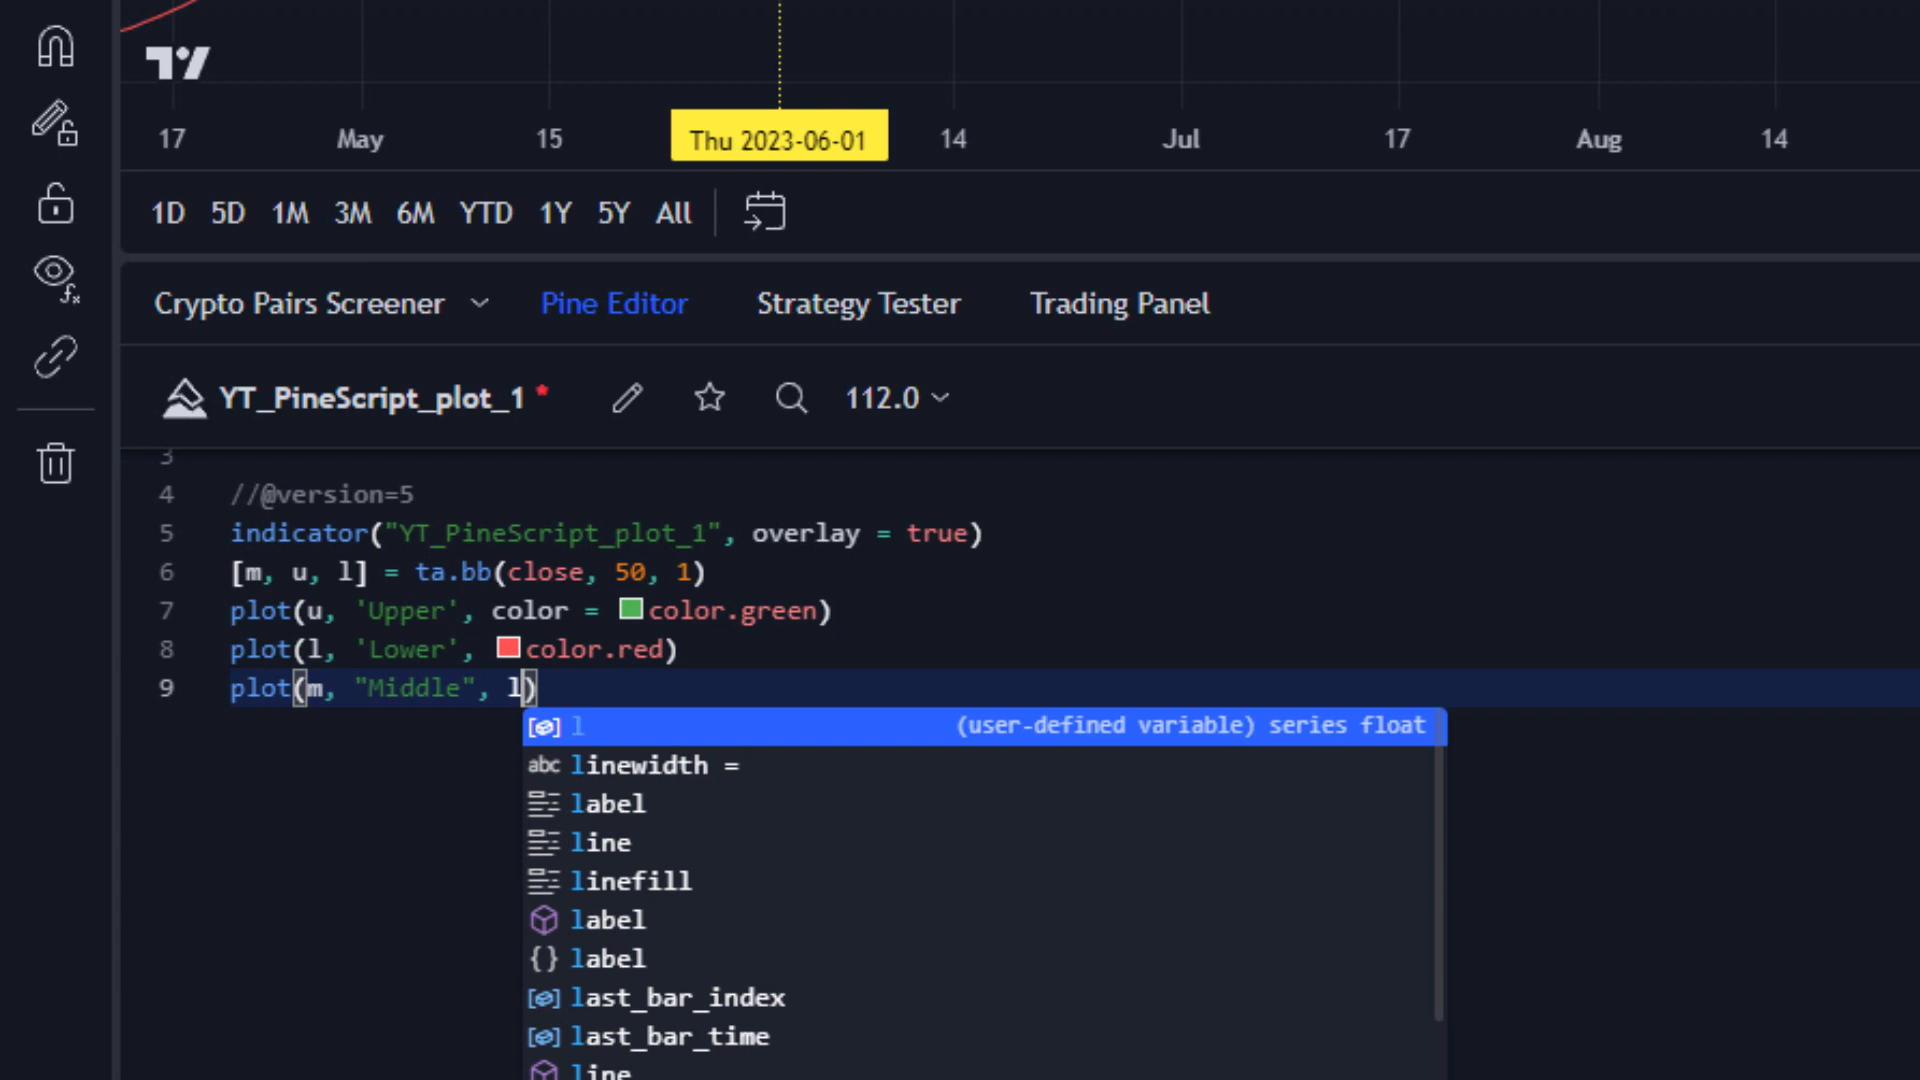 17 May 15 Thu 2023-06-01 14 Jul 17 Aug 14
1D 5D 1M 3M 6M YTD 1Y 5Y All
Crypto Pairs Screener Pine Editor Strategy Tester Trading Panel
YT_PineScript_plot_1 * 112.0
3
4 //@version=5
5 indicator("YT_PineScript_plot_1", overlay = true)
6 [m, u, l] = ta.bb(close, 50, 1)
7 plot(u, 'Upper', color = color.green)
8 plot(l, 'Lower', color.red)
9 plot(m, "Middle", l)
l (user-defined variable) series float
abc linewidth =
label
line
linefill
label
{} label
last_bar_index
last_bar_time
line